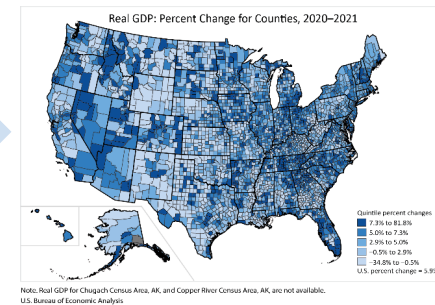 Real GDP: Percent Change for Counties, 2020–2021
Quintile percent changes
7.3% to 81.8%
5.0% to 7.3%
2.9% to 5.0%
−0.5% to 2.9%
−34.8% to −0.5%
U.S. percent change = 5.9
Note. Real GDP for Chugach Census Area, AK, and Copper River Census Area, AK, are not available.
U.S. Bureau of Economic Analysis